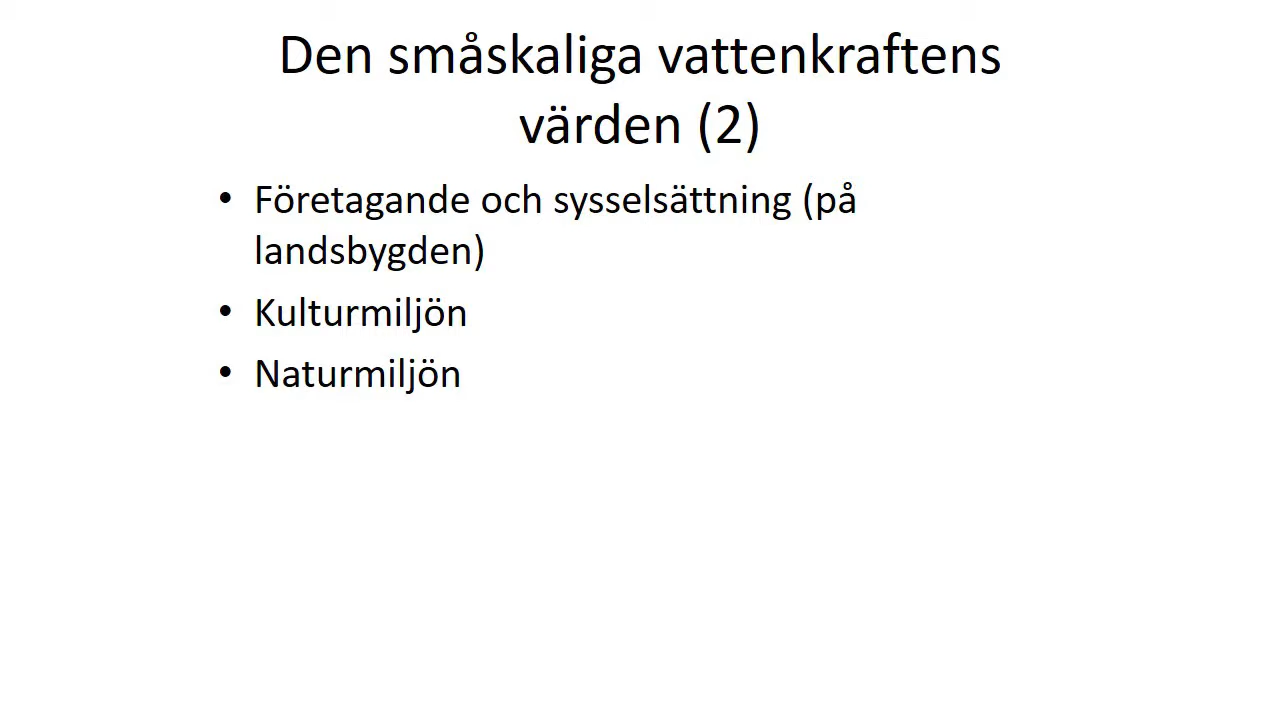 Den småskaliga vattenkraftens
värden (2)
• Företagande och sysselsättning (på
landsbygden)
• Kulturmiljön
• Naturmiljön